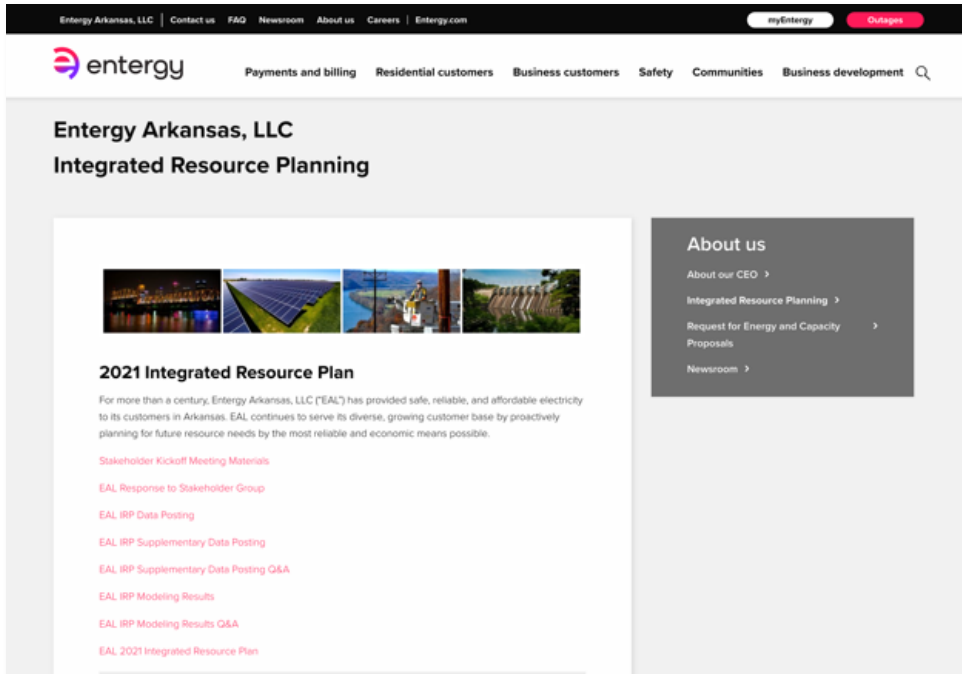 Entergy Arkansas, LLC | Contact us FAQ Newsroom About us Careers | Entergy.com
myEntergy
Outages
entergy
Payments and billing Residential customers Business customers Safety Communities Business development
Entergy Arkansas, LLC
Integrated Resource Planning
2021 Integrated Resource Plan
For more than a century, Entergy Arkansas, LLC ("EAL") has provided safe, reliable, and affordable electricity
to its customers in Arkansas. EAL continues to serve its diverse, growing customer base by proactively
planning for future resource needs by the most reliable and economic means possible.
Stakeholder Kickoff Meeting Materials
EAL Response to Stakeholder Group
EAL IRP Data Posting
EAL IRP Supplementary Data Posting
EAL IRP Supplementary Data Posting Q&A
EAL IRP Modeling Results
EAL IRP Modeling Results Q&A
EAL 2021 Integrated Resource Plan
About us
About our CEO >
Integrated Resource Planning >
Request for Energy and Capacity >
Proposals
Newsroom >